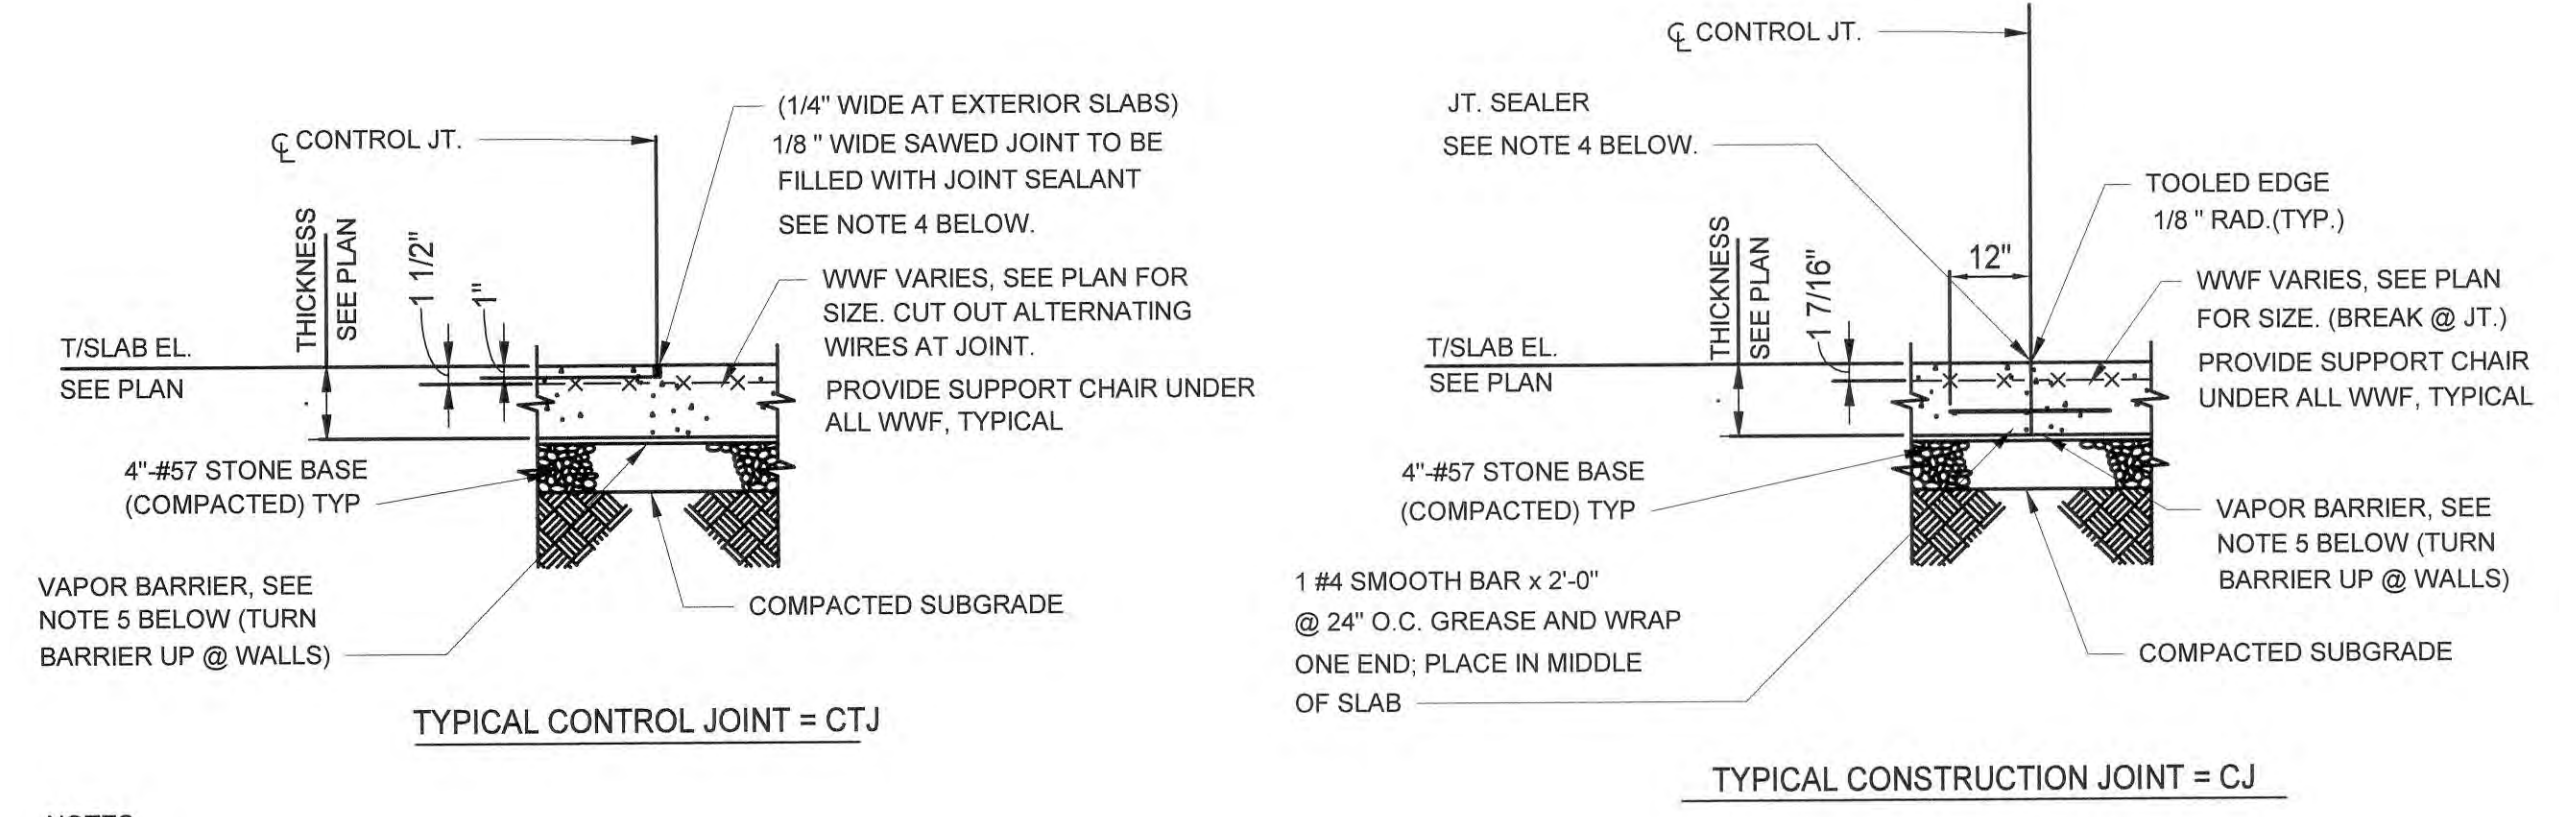 ℄ CONTROL JT.
(1/4" WIDE AT EXTERIOR SLABS)
1/8 " WIDE SAWED JOINT TO BE
FILLED WITH JOINT SEALANT
SEE NOTE 4 BELOW.
THICKNESS
SEE PLAN
1 1/2"
1"
WWF VARIES, SEE PLAN FOR
SIZE. CUT OUT ALTERNATING
WIRES AT JOINT.
PROVIDE SUPPORT CHAIR UNDER
ALL WWF, TYPICAL
T/SLAB EL.
SEE PLAN
4"-#57 STONE BASE
(COMPACTED) TYP
VAPOR BARRIER, SEE
NOTE 5 BELOW (TURN
BARRIER UP @ WALLS)
COMPACTED SUBGRADE
TYPICAL CONTROL JOINT = CTJ
℄ CONTROL JT.
JT. SEALER
SEE NOTE 4 BELOW.
TOOLED EDGE
1/8 " RAD.(TYP.)
THICKNESS
SEE PLAN
1 7/16"
12"
WWF VARIES, SEE PLAN
FOR SIZE. (BREAK @ JT.)
PROVIDE SUPPORT CHAIR
UNDER ALL WWF, TYPICAL
T/SLAB EL.
SEE PLAN
4"-#57 STONE BASE
(COMPACTED) TYP
1 #4 SMOOTH BAR x 2'-0"
@ 24" O.C. GREASE AND WRAP
ONE END; PLACE IN MIDDLE
OF SLAB
VAPOR BARRIER, SEE
NOTE 5 BELOW (TURN
BARRIER UP @ WALLS)
COMPACTED SUBGRADE
TYPICAL CONSTRUCTION JOINT = CJ